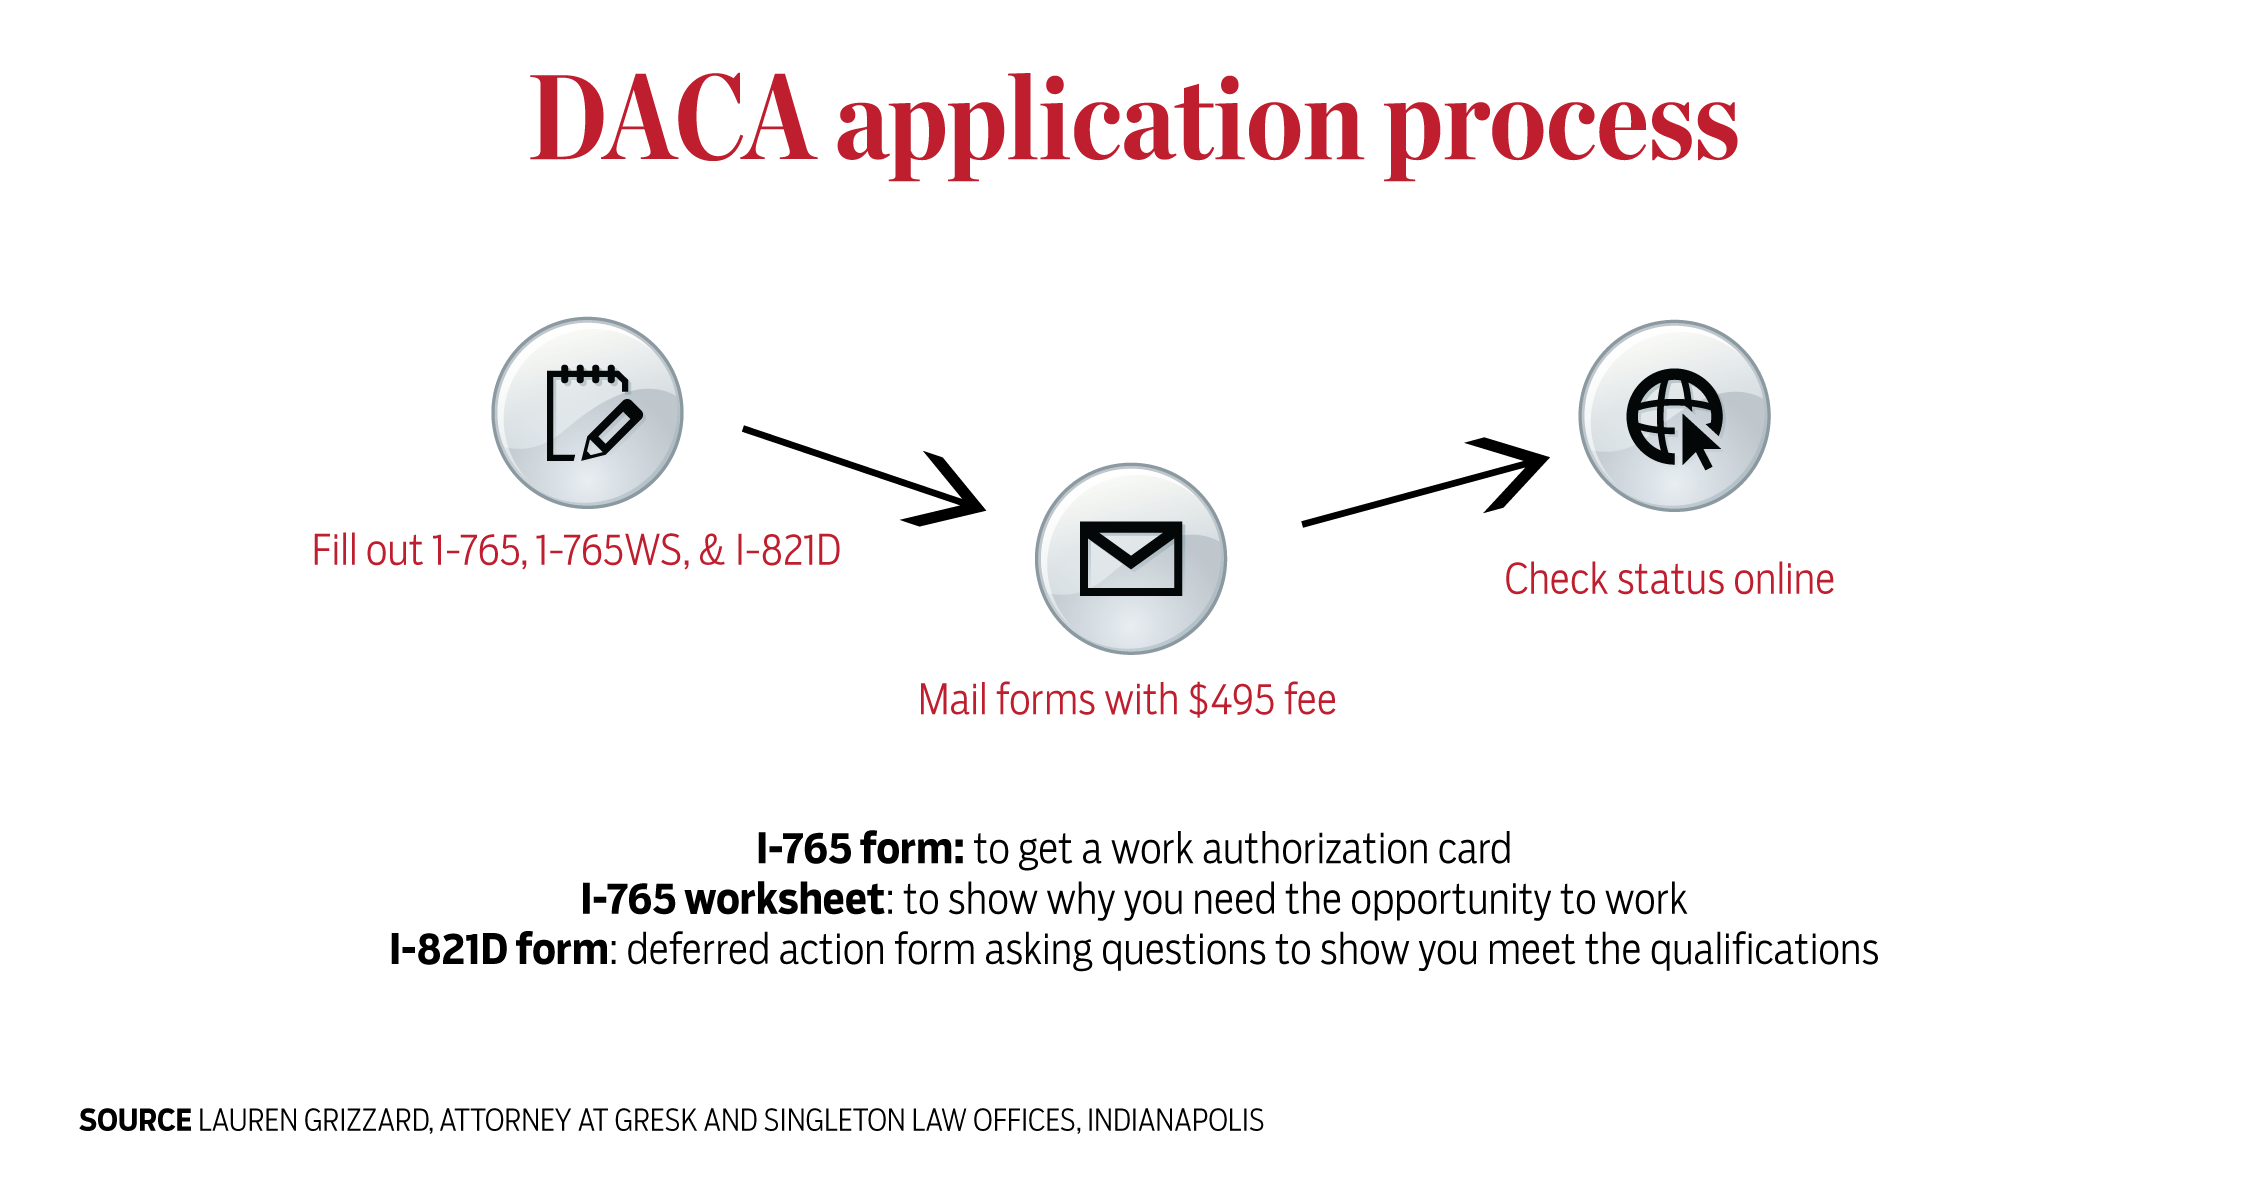 DACA application process
Fill out 1-765, 1-765WS, & I-821D
Mail forms with $495 fee
Check status online
I-765 form: to get a work authorization card
I-765 worksheet: to show why you need the opportunity to work
I-821D form: deferred action form asking questions to show you meet the qualifications
SOURCE LAUREN GRIZZARD, ATTORNEY AT GRESK AND SINGLETON LAW OFFICES, INDIANAPOLIS